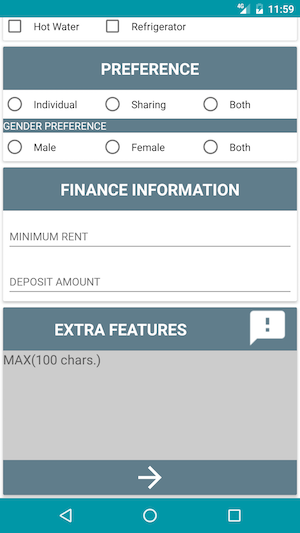 4G 11:59
Hot Water Refrigerator
PREFERENCE
Individual Sharing Both
GENDER PREFERENCE
Male Female Both
FINANCE INFORMATION
MINIMUM RENT
DEPOSIT AMOUNT
EXTRA FEATURES
MAX(100 chars.)